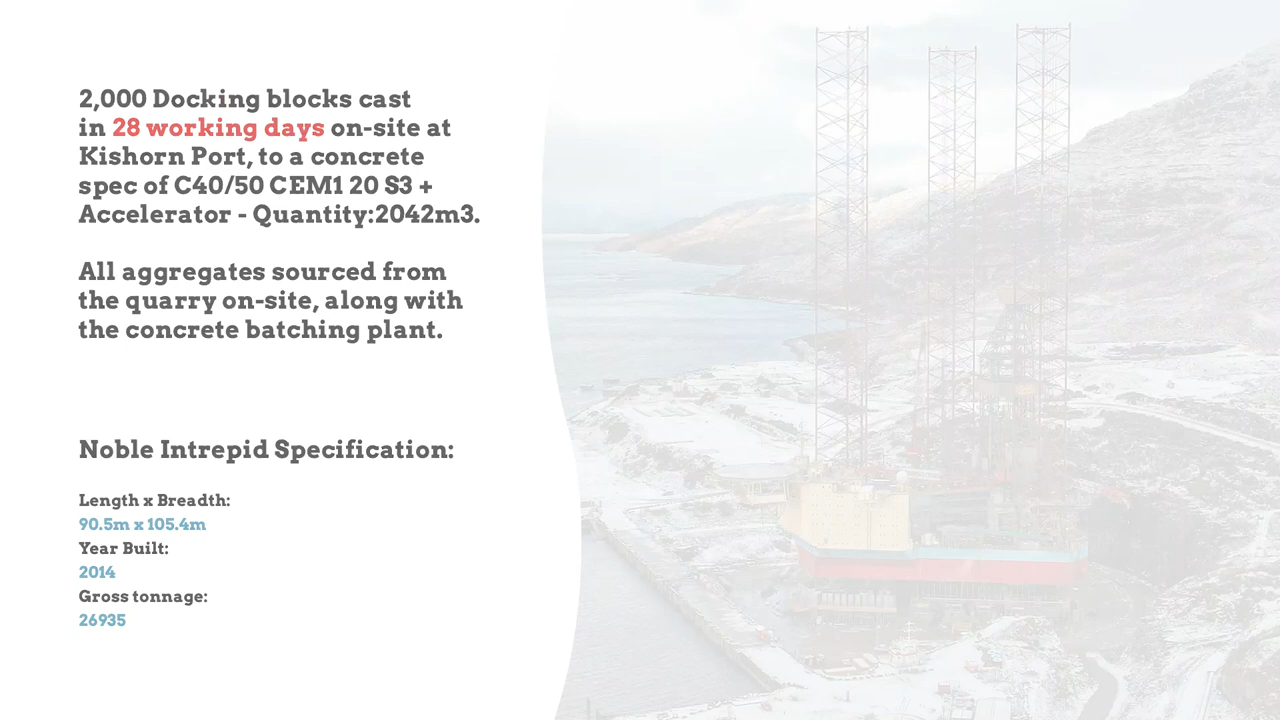 2,000 Docking blocks cast
in 28 working days on-site at
Kishorn Port, to a concrete
spec of C40/50 CEM1 20 S3 +
Accelerator - Quantity:2042m3.
All aggregates sourced from
the quarry on-site, along with
the concrete batching plant.
Noble Intrepid Specification:
Length x Breadth:
90.5m x 105.4m
Year Built:
2014
Gross tonnage:
26935